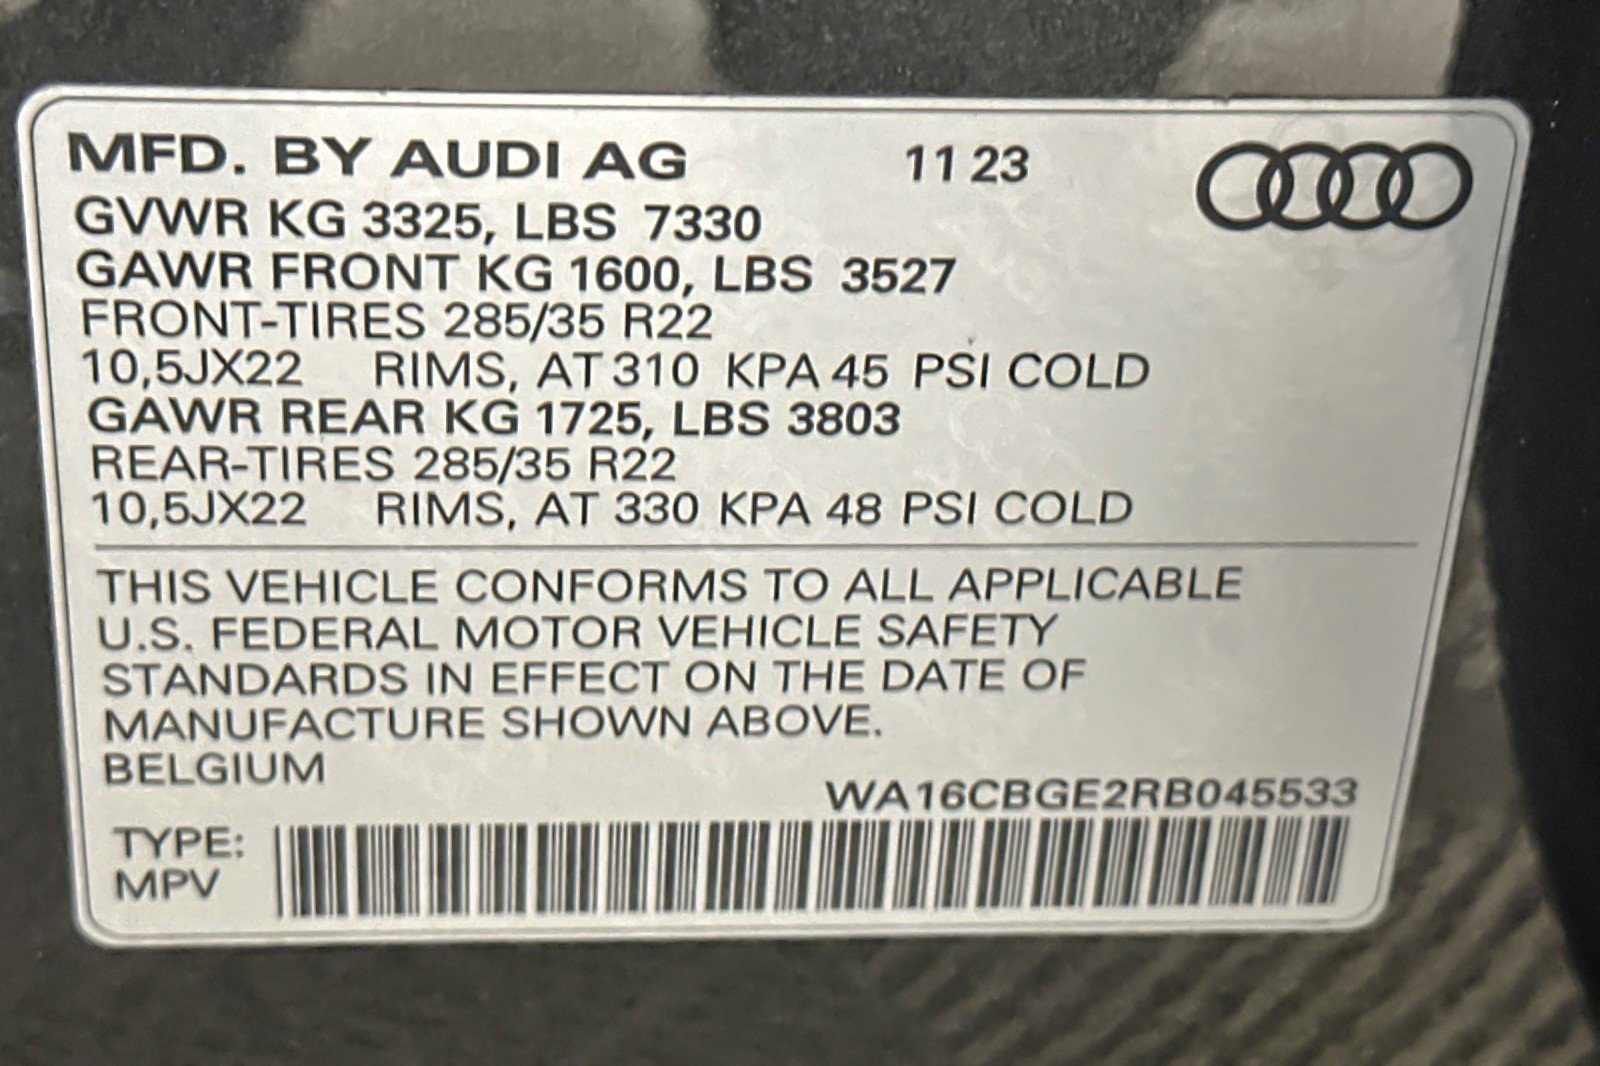 MFD. BY AUDI AG 11 23
GVWR KG 3325, LBS 7330
GAWR FRONT KG 1600, LBS 3527
FRONT-TIRES 285/35 R22
10,5JX22 RIMS, AT 310 KPA 45 PSI COLD
GAWR REAR KG 1725, LBS 3803
REAR-TIRES 285/35 R22
10,5JX22 RIMS, AT 330 KPA 48 PSI COLD
THIS VEHICLE CONFORMS TO ALL APPLICABLE
U.S. FEDERAL MOTOR VEHICLE SAFETY
STANDARDS IN EFFECT ON THE DATE OF
MANUFACTURE SHOWN ABOVE.
BELGIUM
WA16CBGE2RB045533
TYPE:
MPV